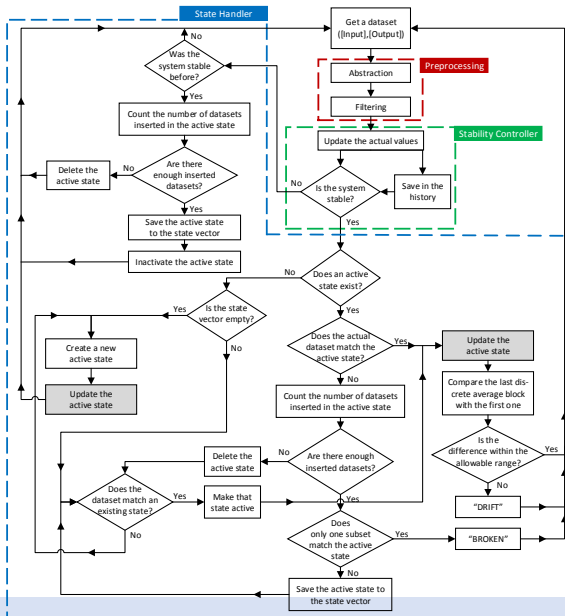 State Handler
Get a dataset
([Input],[Output])
No
Was the
system stable
before?
Preprocessing
Abstraction
Yes
Filtering
Count the number of datasets
inserted in the active state
Stability Controller
Update the actual values
Are there
enough inserted
datasets?
No
Delete the
active state
Is the system
stable?
No
Save in the
history
Yes
Save the active state
to the state vector
Yes
Inactivate the active state
No
Does an active
state exist?
Yes
Is the state
vector empty?
Yes
No
Does the actual
dataset match the
active state?
Yes
Update the
active state
Create a new
active state
No
Compare the last dis-
crete average block
with the first one
Update the
active state
Count the number of datasets
inserted in the active state
Is the
difference within the
allowable range?
Yes
Delete the
active state
No
Are there enough
inserted datasets?
Does the
dataset match an
existing state?
Yes
Make that
state active
Yes
No
"DRIFT"
No
Does
only one subset
match the active
state
Yes
"BROKEN"
No
Save the active state to
the state vector